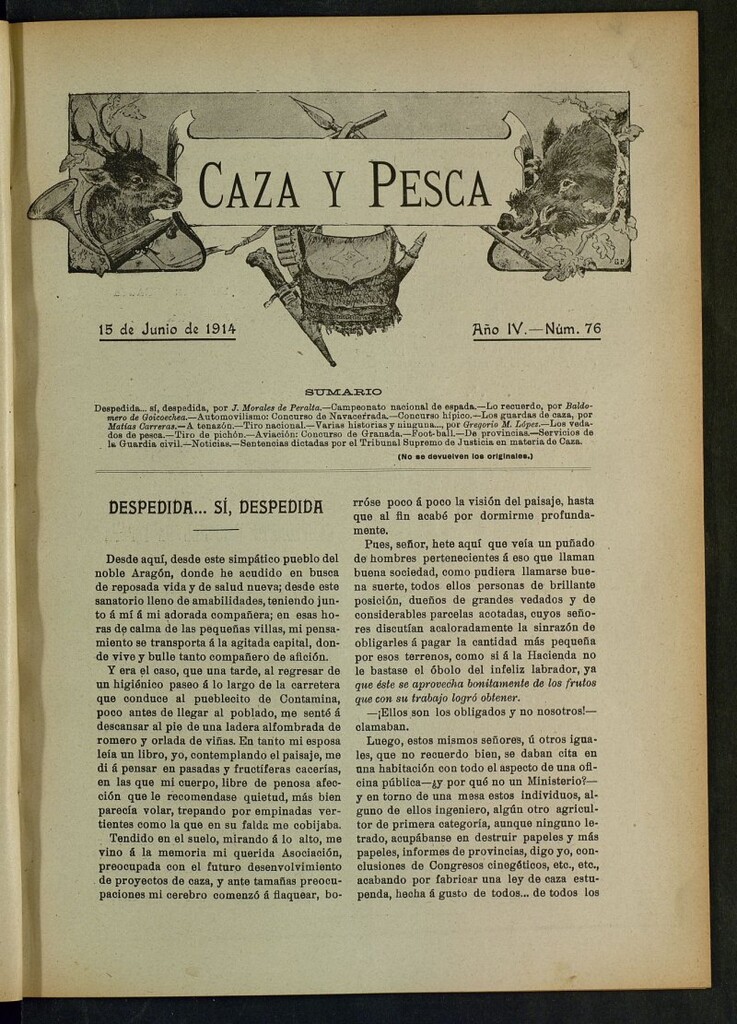 CAZA Y PESCA
15 de Junio de 1914
Año IV.—Núm. 76
SUMARIO
Despedida... sí, despedida, por J. Morales de Peralta.—Campeonato nacional de espada.—Lo recuerdo, por Baldo-
mero de Goicoechea.—Automovilismo: Concurso de Navacerrada.—Concurso hípico.—Los guardas de caza, por
Matías Carreras.—A tenazón.—Tiro nacional.—Varias historias y ninguna..., por Gregorio M. López.—Los veda-
dos de pesca.—Tiro de pichón.—Aviación: Concurso de Granada.—Foot-ball.—De provincias.—Servicios de
la Guardia civil.—Noticias.—Sentencias dictadas por el Tribunal Supremo de Justicia en materia de Caza.
(No se devuelven los originales.)
DESPEDIDA... SÍ, DESPEDIDA
Desde aquí, desde este simpático pueblo del
noble Aragón, donde he acudido en busca
de reposada vida y de salud nueva; desde este
sanatorio lleno de amabilidades, teniendo jun-
to á mí á mi adorada compañera; en esas ho-
ras de calma de las pequeñas villas, mi pensa-
miento se transporta á la agitada capital, don-
de vive y bulle tanto compañero de afición.
Y era el caso, que una tarde, al regresar de
un higiénico paseo á lo largo de la carretera
que conduce al pueblecito de Contamina,
poco antes de llegar al poblado, me senté á
descansar al pie de una ladera alfombrada de
romero y orlada de viñas. En tanto mi esposa
leía un libro, yo, contemplando el paisaje, me
di á pensar en pasadas y fructíferas cacerías,
en las que mi cuerpo, libre de penosa afec-
ción que le recomendase quietud, más bien
parecía volar, trepando por empinadas ver-
tientes como la que en su falda me cobijaba.
Tendido en el suelo, mirando á lo alto, me
vino á la memoria mi querida Asociación,
preocupada con el futuro desenvolvimiento
de proyectos de caza, y ante tamañas preocu-
paciones mi cerebro comenzó á flaquear, bo-
rróse poco á poco la visión del paisaje, hasta
que al fin acabé por dormirme profunda-
mente.
Pues, señor, hete aquí que veía un puñado
de hombres pertenecientes á eso que llaman
buena sociedad, como pudiera llamarse bue-
na suerte, todos ellos personas de brillante
posición, dueños de grandes vedados y de
considerables parcelas acotadas, cuyos seño-
res discutían acaloradamente la sinrazón de
obligarles á pagar la cantidad más pequeña
por esos terrenos, como si á la Hacienda no
le bastase el óbolo del infeliz labrador, ya
que éste se aprovecha bonitamente de los frutos
que con su trabajo logró obtener.
—¡Ellos son los obligados y no nosotros!—
clamaban.
Luego, estos mismos señores, ú otros igua-
les, que no recuerdo bien, se daban cita en
una habitación con todo el aspecto de una ofi-
cina pública—¿y por qué no un Ministerio?—
y en torno de una mesa estos individuos, al-
guno de ellos ingeniero, algún otro agricul-
tor de primera categoría, aunque ninguno le-
trado, acupábanse en destruir papeles y más
papeles, informes de provincias, digo yo, con-
clusiones de Congresos cinegéticos, etc., etc.,
acabando por fabricar una ley de caza estu-
penda, hecha á gusto de todos... de todos los